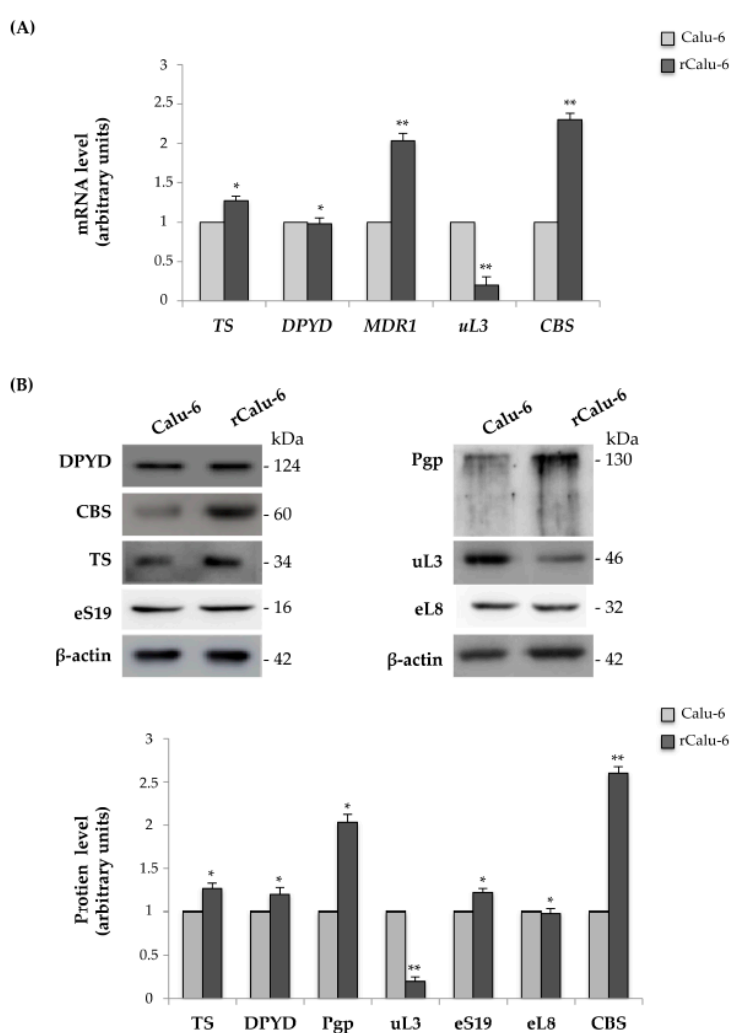 (A)
Calu-6
rCalu-6
mRNA level
(arbitrary units)
3
2.5
2
1.5
1
0.5
0
*
*
**
**
**
TS DPYD MDR1 uL3 CBS
(B)
Calu-6 rCalu-6
kDa
DPYD - 124
CBS - 60
TS - 34
eS19 - 16
β-actin - 42
Calu-6 rCalu-6
kDa
Pgp - 130
uL3 - 46
eL8 - 32
β-actin - 42
Calu-6
rCalu-6
Protien level
(arbitrary units)
3
2.5
2
1.5
1
0.5
0
*
*
*
**
*
*
**
TS DPYD Pgp uL3 eS19 eL8 CBS